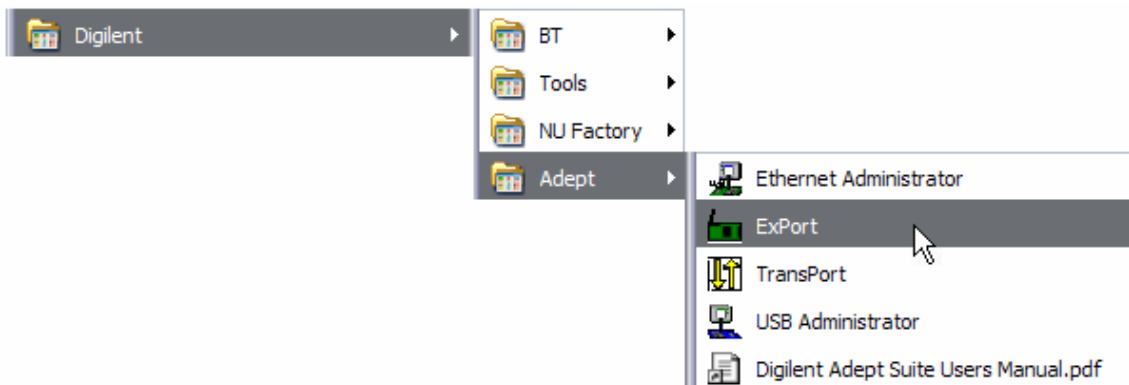 Digilent
BT
Tools
NU Factory
Adept
Ethernet Administrator
ExPort
TransPort
USB Administrator
Digilent Adept Suite Users Manual.pdf